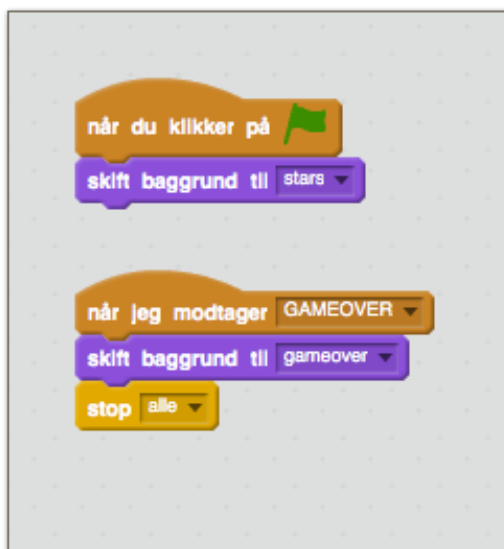 når du klikker på
skift baggrund til stars
når jeg modtager GAMEOVER
skift baggrund til gameover
stop alle